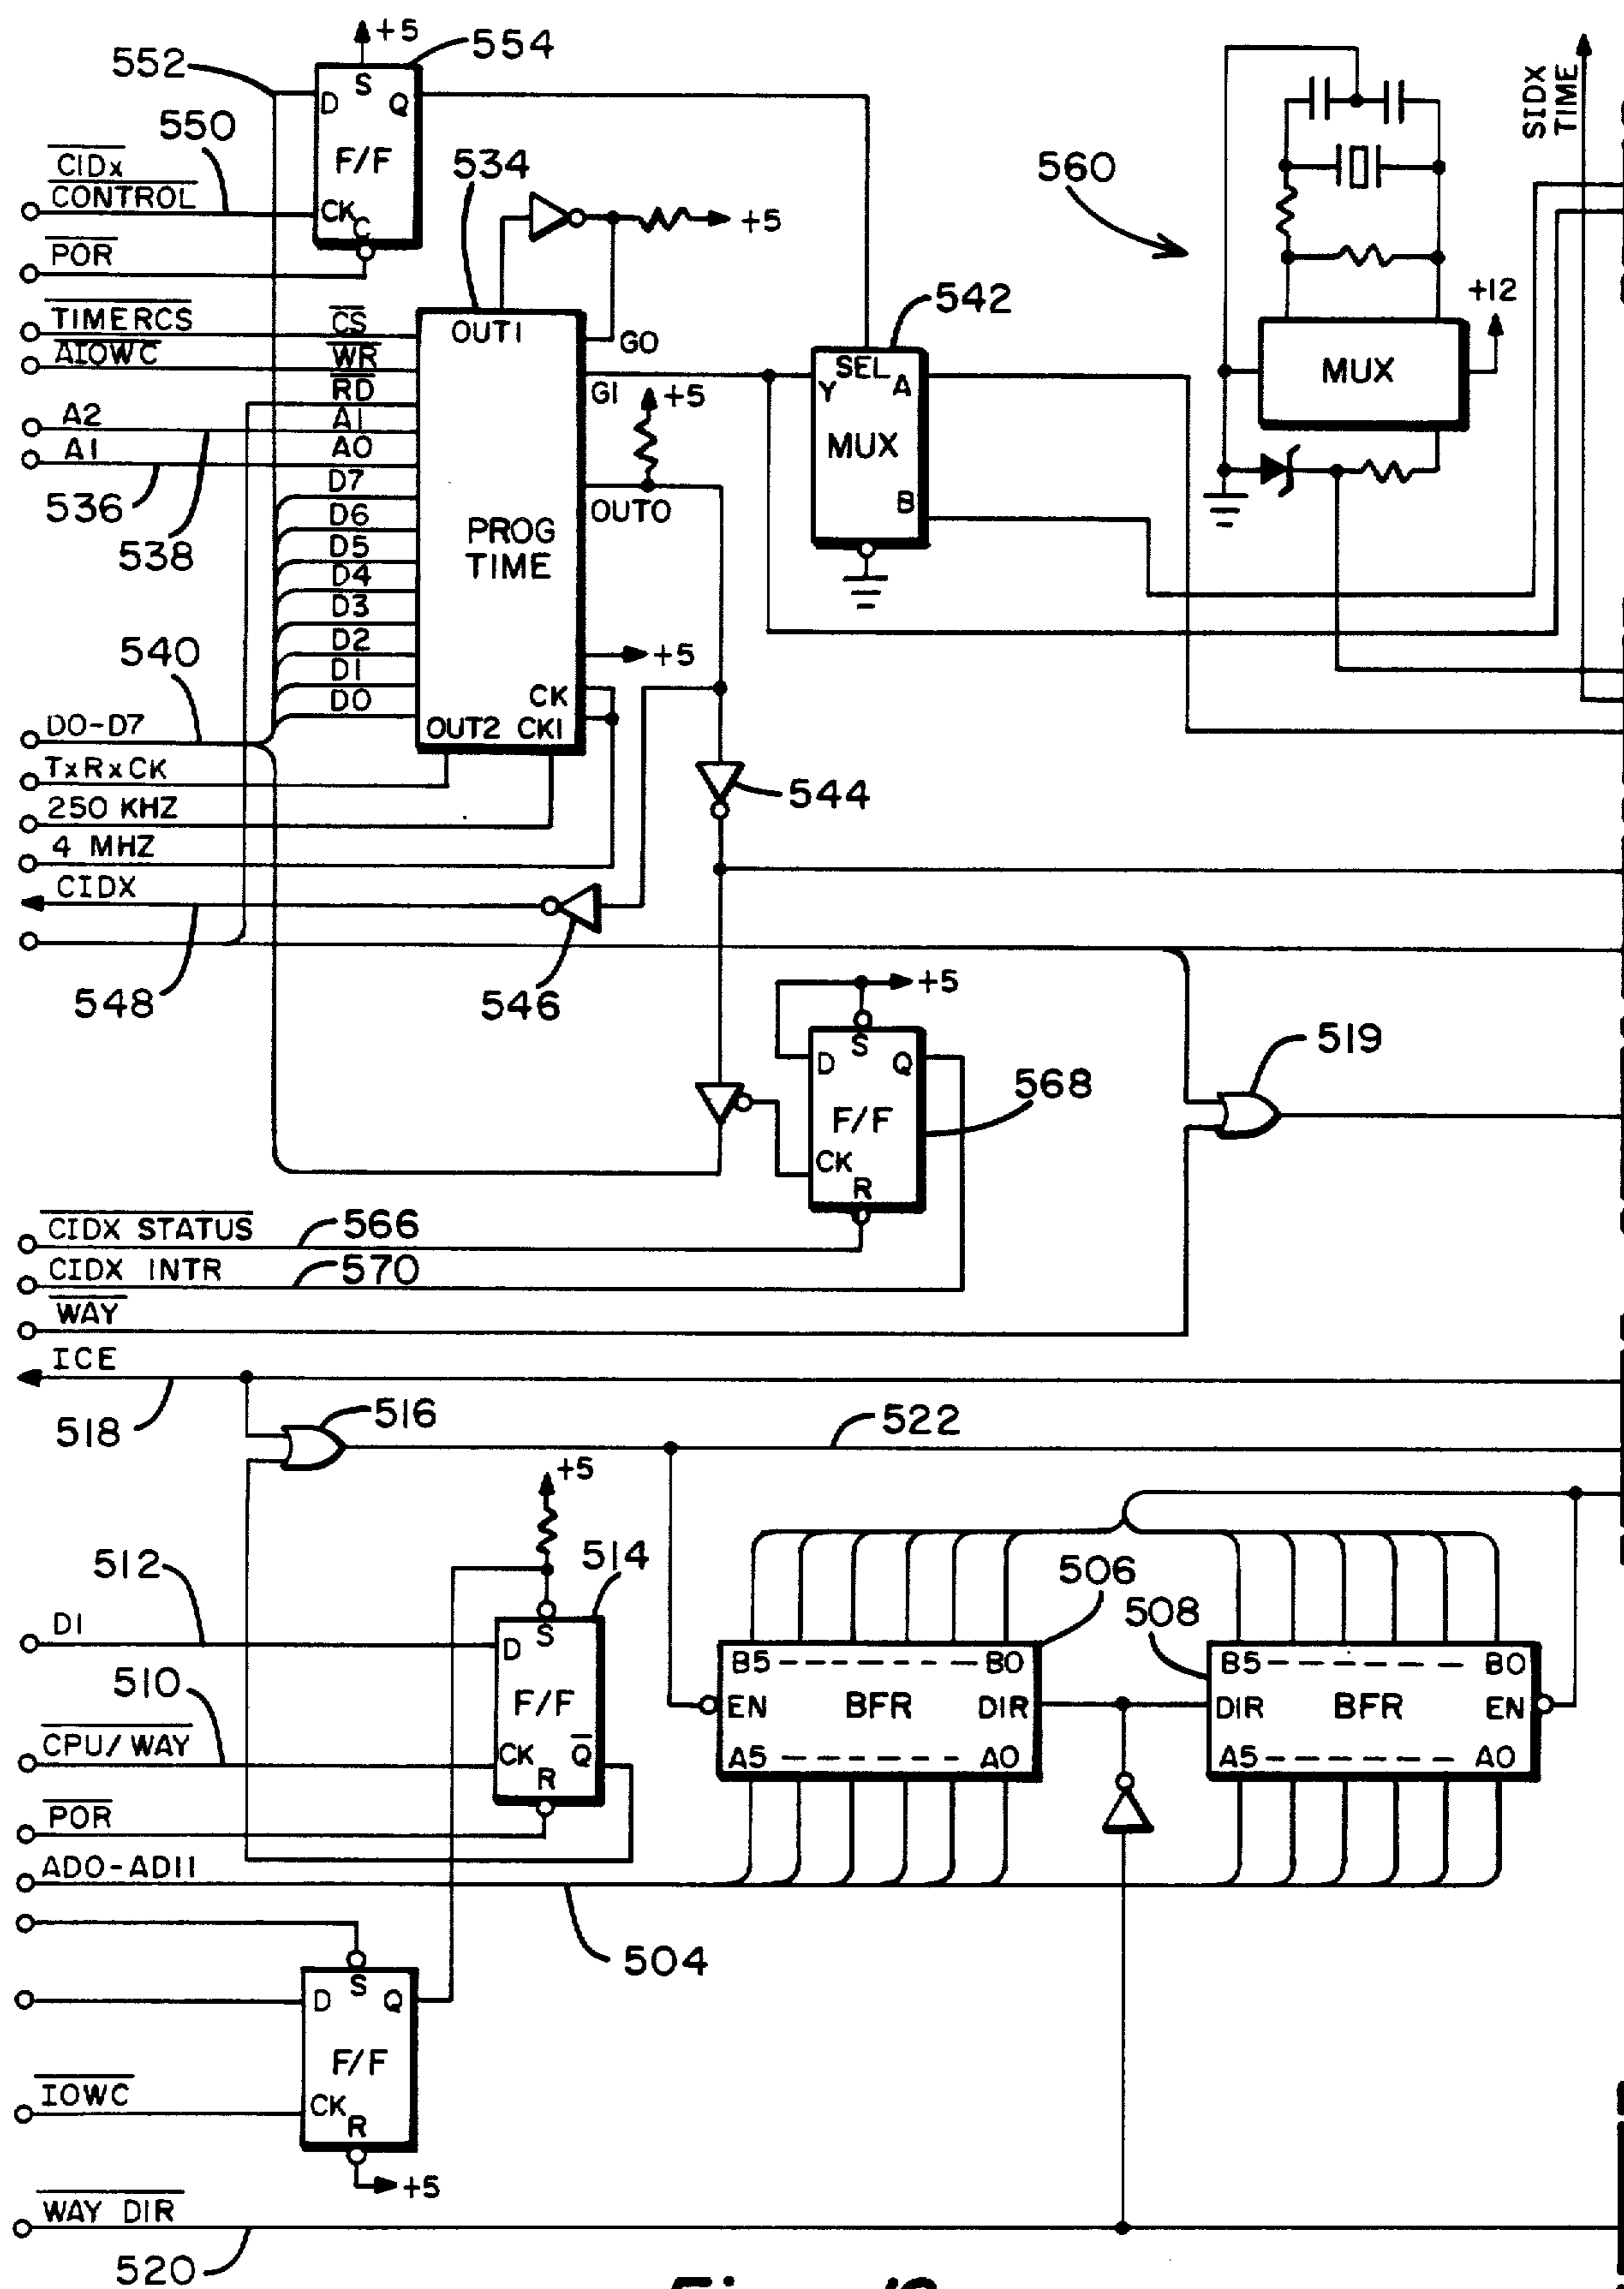 +5
552
554
D S Q
550
F/F
CIDx
CONTROL
CK C
POR
534
+5
560
SIDX
TIME
+12
MUX
TIMERCS CS
AIOWC WR
RD
A2 A1
A1 A0
536
538
OUT1
G0
G1
+5
OUT0
PROG
TIME
542
SEL
Y A
MUX
B
D7
D6
D5
D4
D3
D2
D1
D0
540
+5
CK
OUT2 CK1
D0-D7
TxRxCK
250 KHZ
4 MHZ
CIDX
544
548
546
+5
S
D Q
F/F
CK
R
568
519
CIDX STATUS
566
CIDX INTR
570
WAY
ICE
518
516
522
+5
512
514
506
508
D1
S
D
F/F
CK Q
R
510
CPU/WAY
POR
AD0-AD11
504
B5 ------- B0
EN BFR DIR
A5 ------ A0
B5 ------ B0
DIR BFR EN
A5 ------ A0
S
D Q
F/F
CK
R
IOWC
+5
WAY DIR
520